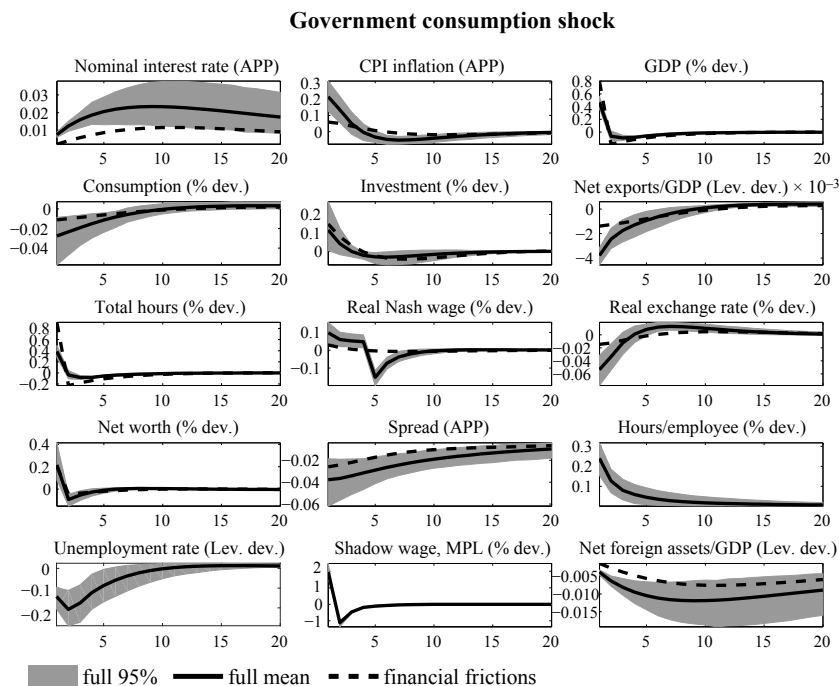 Government consumption shock
Nominal interest rate (APP)
CPI inflation (APP)
GDP (% dev.)
0.03
0.02
0.01
5 10 15 20
0.3
0.2
0.1
0
5 10 15 20
0.8
0.6
0.4
0.2
0
5 10 15 20
Consumption (% dev.)
Investment (% dev.)
Net exports/GDP (Lev. dev.) × 10⁻³
0
−0.02
−0.04
5 10 15 20
0.2
0.1
0
5 10 15 20
0
−2
−4
5 10 15 20
Total hours (% dev.)
Real Nash wage (% dev.)
Real exchange rate (% dev.)
0.8
0.6
0.4
0.2
0
−0.2
5 10 15 20
0.1
0
−0.1
5 10 15 20
0
−0.02
−0.04
−0.06
5 10 15 20
Net worth (% dev.)
Spread (APP)
Hours/employee (% dev.)
0.4
0.2
0
5 10 15 20
−0.02
−0.04
−0.06
5 10 15 20
0.3
0.2
0.1
5 10 15 20
Unemployment rate (Lev. dev.)
Shadow wage, MPL (% dev.)
Net foreign assets/GDP (Lev. dev.)
0
−0.1
−0.2
5 10 15 20
2
1
0
−1
5 10 15 20
−0.005
−0.010
−0.015
5 10 15 20
full 95% full mean financial frictions